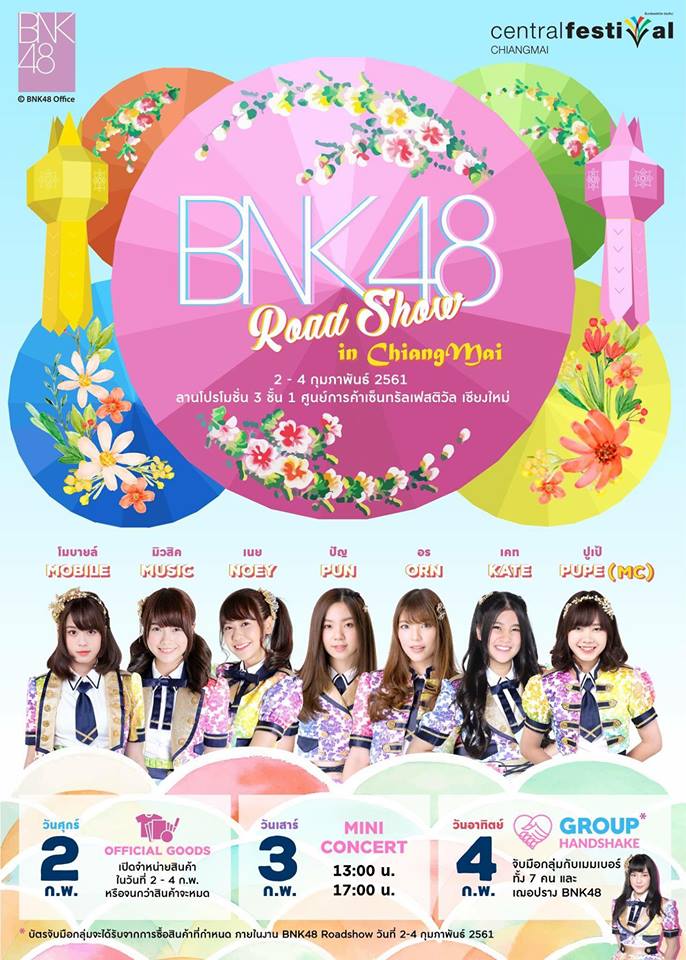 BNK
48
© BNK48 Office
centralfestival
CHIANGMAI
BNK48
Road Show
in ChiangMai
2 - 4 กุมภาพันธ์ 2561
ลานโปรโมชั่น 3 ชั้น 1 ศูนย์การค้าเซ็นทรัลเฟสติวัล เชียงใหม่
โมบายล์ มิวสิค เนย ปัญ อร เคท ปูเป้
MOBILE MUSIC NOEY PUN ORN KATE PUPE (MC)
วันศุกร์
2
ก.พ.
OFFICIAL GOODS
เปิดจำหน่ายสินค้า
ในวันที่ 2 - 4 ก.พ.
หรือจนกว่าสินค้าจะหมด
วันเสาร์
3
ก.พ.
MINI
CONCERT
13:00 น.
17:00 น.
วันอาทิตย์
4
ก.พ.
GROUP*
HANDSHAKE
จับมือกลุ่มกับเมมเบอร์
ทั้ง 7 คน และ
เฌอปราง BNK48
* บัตรจับมือกลุ่มจะได้รับจากการซื้อสินค้าที่กำหนด ภายในงาน BNK48 Roadshow วันที่ 2-4 กุมภาพันธ์ 2561